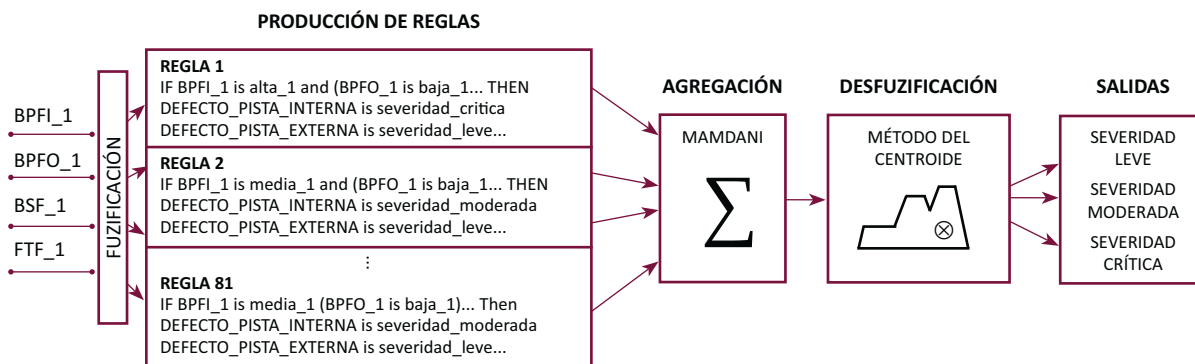 PRODUCCIÓN DE REGLAS
BPFI_1
BPFO_1
BSF_1
FTF_1
FUZIFICACIÓN
REGLA 1
IF BPFI_1 is alta_1 and (BPFO_1 is baja_1... THEN
DEFECTO_PISTA_INTERNA is severidad_critica
DEFECTO_PISTA_EXTERNA is severidad_leve...
REGLA 2
IF BPFI_1 is media_1 and (BPFO_1 is baja_1... THEN
DEFECTO_PISTA_INTERNA is severidad_moderada
DEFECTO_PISTA_EXTERNA is severidad_leve...
⋮
REGLA 81
IF BPFI_1 is media_1 (BPFO_1 is baja_1)... Then
DEFECTO_PISTA_INTERNA is severidad_moderada
DEFECTO_PISTA_EXTERNA is severidad_leve...
AGREGACIÓN
MAMDANI
Σ
DESFUZIFICACIÓN
MÉTODO DEL
CENTROIDE
SALIDAS
SEVERIDAD
LEVE
SEVERIDAD
MODERADA
SEVERIDAD
CRÍTICA